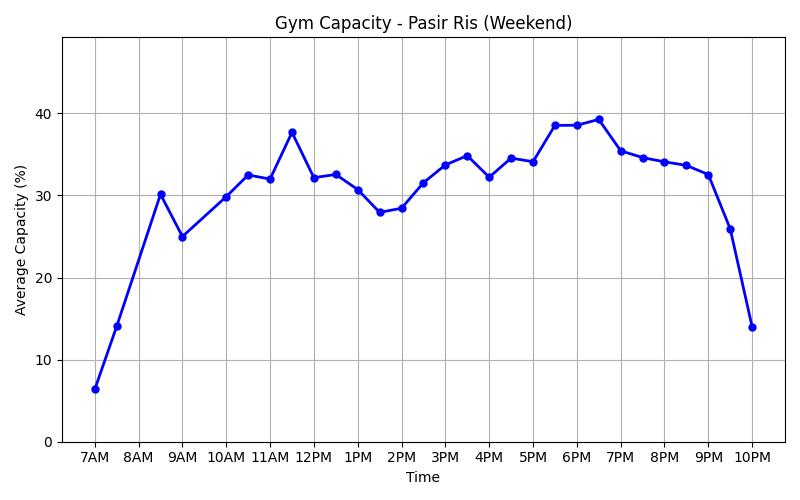 Gym Capacity - Pasir Ris (Weekend)
Average Capacity (%)
40
30
20
10
0
7AM 8AM 9AM 10AM 11AM 12PM 1PM 2PM 3PM 4PM 5PM 6PM 7PM 8PM 9PM 10PM
Time